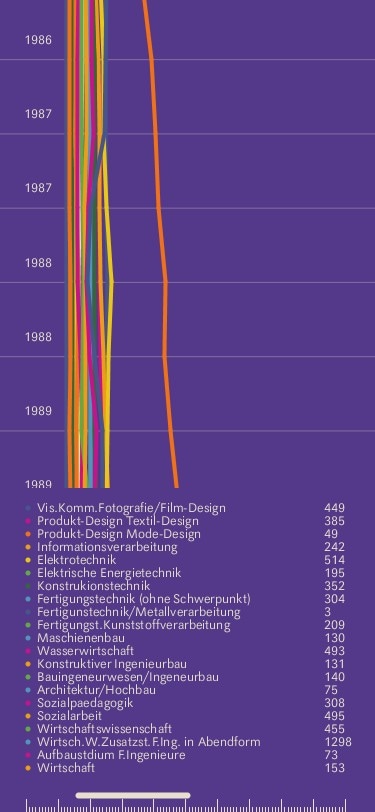 1986
1987
1987
1988
1988
1989
1989
Vis.Komm.Fotografie/Film-Design 449
Produkt-Design Textil-Design 385
Produkt-Design Mode-Design 49
Informationsverarbeitung 242
Elektrotechnik 514
Elektrische Energietechnik 195
Konstrukionstechnik 352
Fertigungstechnik (ohne Schwerpunkt) 304
Fertigunstechnik/Metallverarbeitung 3
Fertigungst.Kunststoffverarbeitung 209
Maschienenbau 130
Wasserwirtschaft 493
Konstruktiver Ingenieurbau 131
Bauingeneurwesen/Ingeneurbau 140
Architektur/Hochbau 75
Sozialpaedagogik 308
Sozialarbeit 495
Wirtschaftswissenschaft 455
Wirtsch.W.Zusatzst.F.Ing. in Abendform 1298
Aufbaustudium F.Ingenieure 73
Wirtschaft 153